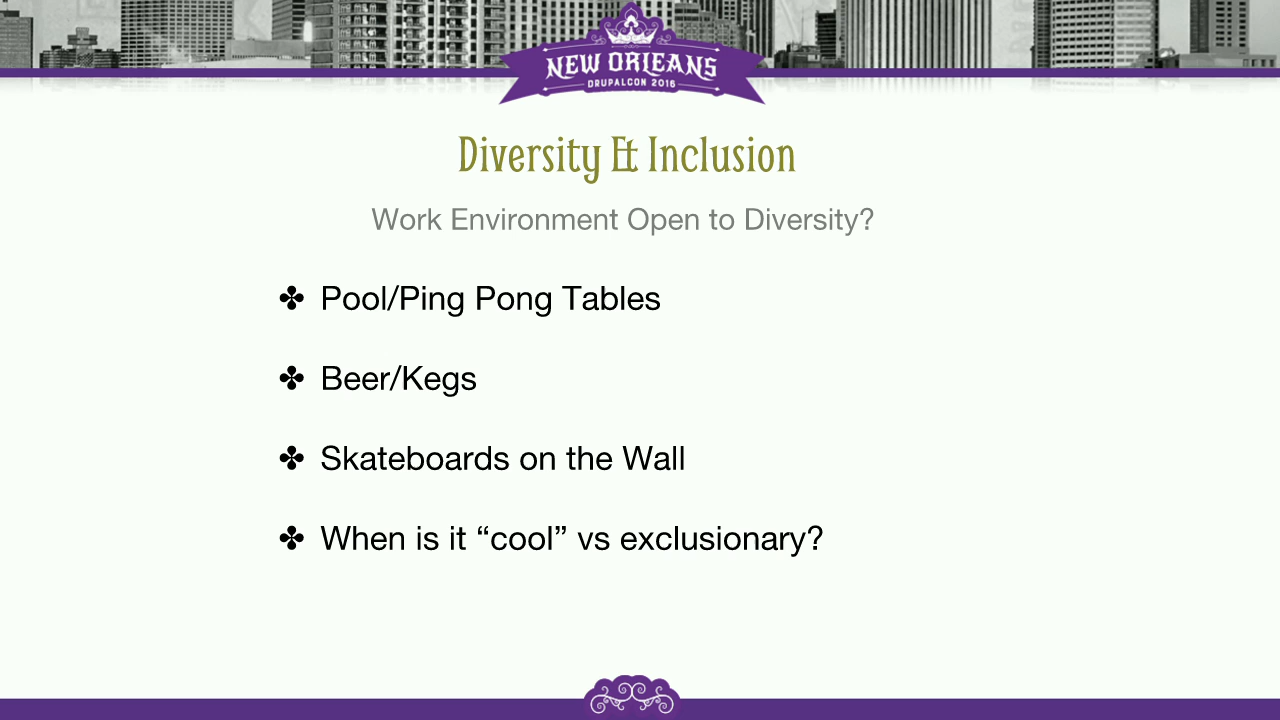 NEW ORLEANS
DRUPALCON 2016
Diversity & Inclusion
Work Environment Open to Diversity?
✤ Pool/Ping Pong Tables
✤ Beer/Kegs
✤ Skateboards on the Wall
✤ When is it “cool” vs exclusionary?